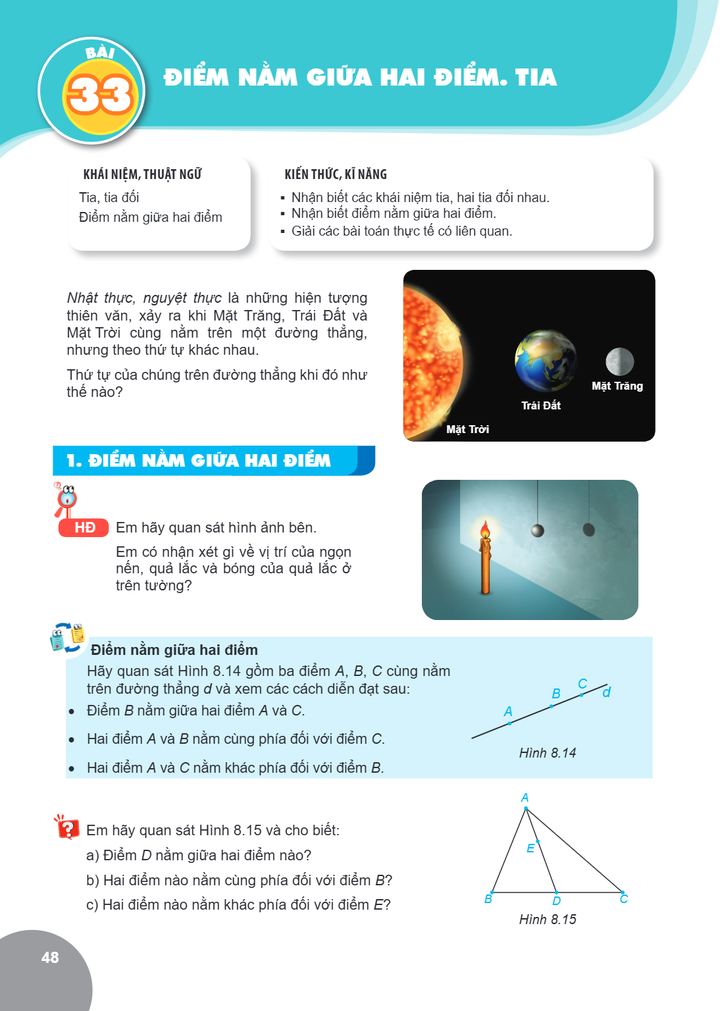 BÀI
33
ĐIỂM NẰM GIỮA HAI ĐIỂM. TIA
KHÁI NIỆM, THUẬT NGỮ
Tia, tia đối
Điểm nằm giữa hai điểm
KIẾN THỨC, KĨ NĂNG
▪ Nhận biết các khái niệm tia, hai tia đối nhau.
▪ Nhận biết điểm nằm giữa hai điểm.
▪ Giải các bài toán thực tế có liên quan.
Nhật thực, nguyệt thực là những hiện tượng
thiên văn, xảy ra khi Mặt Trăng, Trái Đất và
Mặt Trời cùng nằm trên một đường thẳng,
nhưng theo thứ tự khác nhau.
Thứ tự của chúng trên đường thẳng khi đó như
thế nào?
Mặt Trăng
Trái Đất
Mặt Trời
1. ĐIỂM NẰM GIỮA HAI ĐIỂM
HĐ Em hãy quan sát hình ảnh bên.
Em có nhận xét gì về vị trí của ngọn
nến, quả lắc và bóng của quả lắc ở
trên tường?
Điểm nằm giữa hai điểm
Hãy quan sát Hình 8.14 gồm ba điểm A, B, C cùng nằm
trên đường thẳng d và xem các cách diễn đạt sau:
• Điểm B nằm giữa hai điểm A và C.
• Hai điểm A và B nằm cùng phía đối với điểm C.
• Hai điểm A và C nằm khác phía đối với điểm B.
A
B
C
d
Hình 8.14
?
Em hãy quan sát Hình 8.15 và cho biết:
a) Điểm D nằm giữa hai điểm nào?
b) Hai điểm nào nằm cùng phía đối với điểm B?
c) Hai điểm nào nằm khác phía đối với điểm E?
A
E
B
D
C
Hình 8.15
48